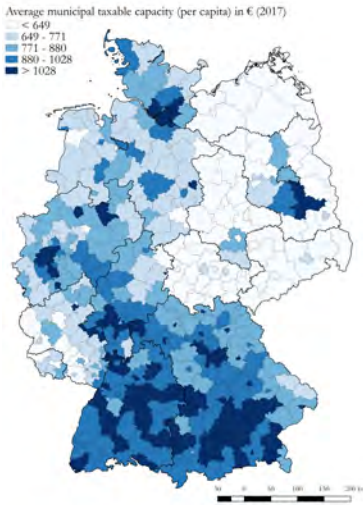 Average municipal taxable capacity (per capita) in € (2017)
< 649
649 - 771
771 - 880
880 - 1028
> 1028
50 0 50 100 150 200